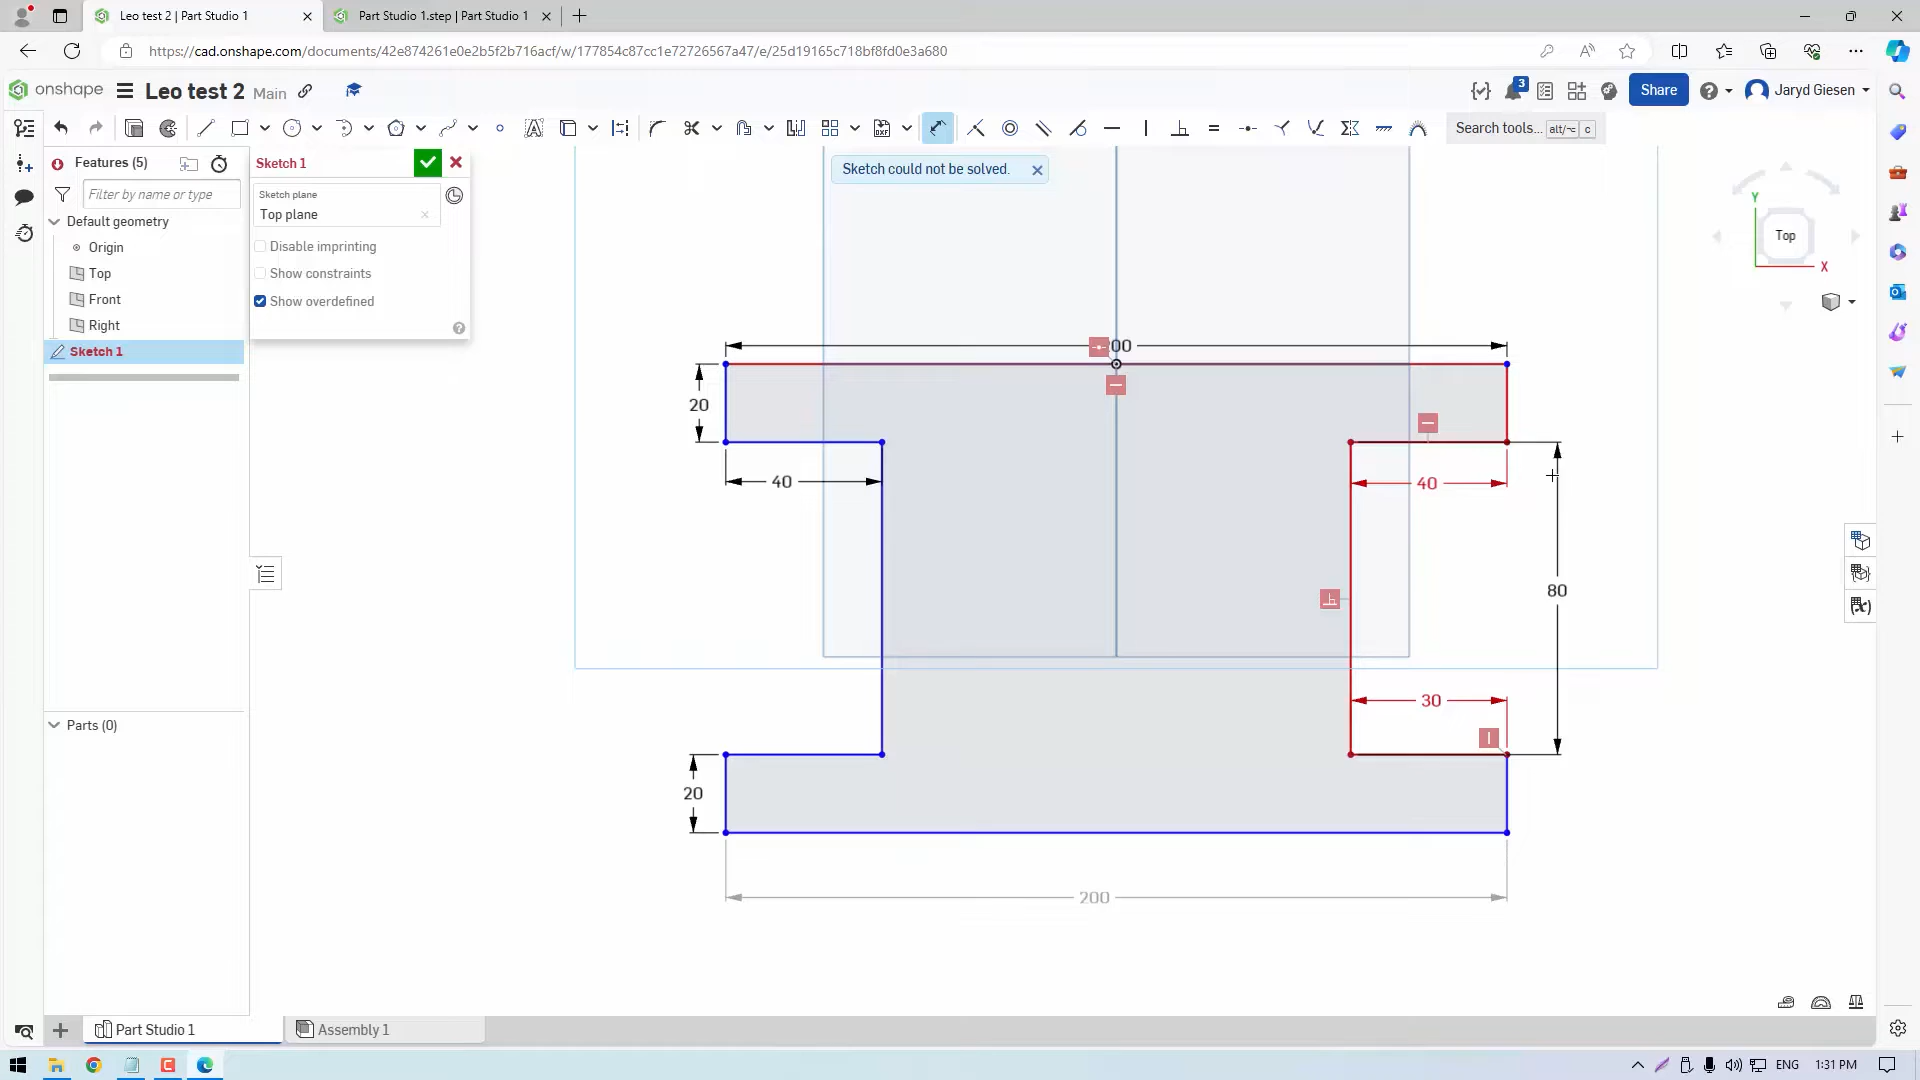 Leo test 2 | Part Studio 1
Part Studio 1.step | Part Studio 1
https://cad.onshape.com/documents/42e874261e0e2b5f2b716acf/w/177854c87cc1e72726567a47/e/25d19165c718bf8fd0e3a680
onshape
Leo test 2 Main
3
Share
Jaryd Giesen
Search tools... alt/⌥ c
Features (5)
Filter by name or type
Default geometry
Origin
Top
Front
Right
Sketch 1
Sketch 1
Sketch plane
Top plane
Disable imprinting
Show constraints
Show overdefined
Sketch could not be solved.
Y
Top
X
00
20
40
40
80
30
20
200
Parts (0)
Part Studio 1
Assembly 1
ENG
1:31 PM